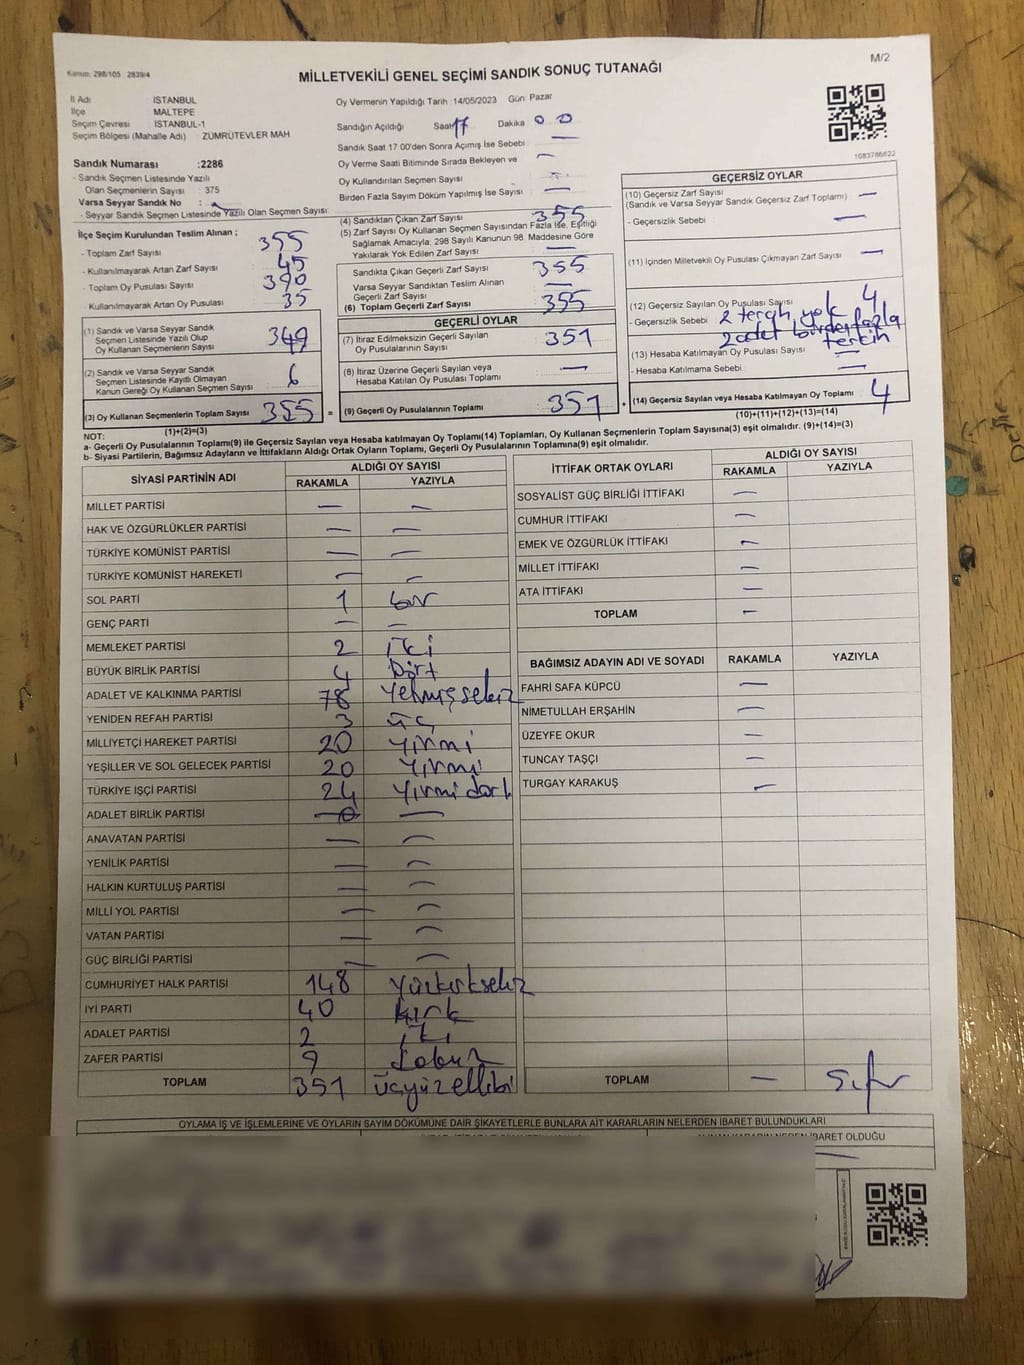 Kanun: 298/105 2839/4
M/2
MİLLETVEKİLİ GENEL SEÇİMİ SANDIK SONUÇ TUTANAĞI
İl Adı İSTANBUL
İlçe MALTEPE
Seçim Çevresi İSTANBUL-1
Seçim Bölgesi (Mahalle Adı) ZÜMRÜTEVLER MAH.
Sandık Numarası :2286
- Sandık Seçmen Listesinde Yazılı
Olan Seçmenlerin Sayısı : 375
Varsa Seyyar Sandık No :
- Seyyar Sandık Seçmen Listesinde Yazılı Olan Seçmen Sayısı :
İlçe Seçim Kurulundan Teslim Alınan ;
- Toplam Zarf Sayısı : 355
- Kullanılmayarak Artan Zarf Sayısı : 45
- Toplam Oy Pusulası Sayısı : 390
Kullanılmayarak Artan Oy Pusulası : 35
(1) Sandık ve Varsa Seyyar Sandık
Seçmen Listesinde Yazılı Olup
Oy Kullanan Seçmenlerin Sayısı 349
(2) Sandık ve Varsa Seyyar Sandık
Seçmen Listesinde Kayıtlı Olmayan
Kanun Gereği Oy Kullanan Seçmen Sayısı 6
(3) Oy Kullanan Seçmenlerin Toplam Sayısı 355 =
(1)+(2)=(3)
Oy Vermenin Yapıldığı Tarih :14/05/2023 Gün Pazar
Sandığın Açıldığı Saat 17 Dakika 00
Sandık Saat 17:00'den Sonra Açılmış İse Sebebi : —
Oy Verme Saati Bitiminde Sırada Bekleyen ve —
Oy Kullandırılan Seçmen Sayısı :
Birden Fazla Sayım Döküm Yapılmış İse Sayısı : —
(4) Sandıktan Çıkan Zarf Sayısı : 355
(5) Zarf Sayısı Oy Kullanan Seçmen Sayısından Fazla İse, Eşitliği
Sağlamak Amacıyla, 298 Sayılı Kanunun 98. Maddesine Göre
Yakılarak Yok Edilen Zarf Sayısı : —
Sandıkta Çıkan Geçerli Zarf Sayısı : 355
Varsa Seyyar Sandıktan Teslim Alınan
Geçerli Zarf Sayısı : —
(6) Toplam Geçerli Zarf Sayısı : 355
GEÇERLİ OYLAR
(7) İtiraz Edilmeksizin Geçerli Sayılan
Oy Pusulalarının Sayısı : 351
(8) İtiraz Üzerine Geçerli Sayılan veya
Hesaba Katılan Oy Pusulası Toplamı : —
(9) Geçerli Oy Pusulalarının Toplamı : 351 +
1083786822
GEÇERSİZ OYLAR
(10) Geçersiz Zarf Sayısı : —
(Sandık ve Varsa Seyyar Sandık Geçersiz Zarf Toplamı)
- Geçersizlik Sebebi : —
(11) İçinden Milletvekili Oy Pusulası Çıkmayan Zarf Sayısı : —
(12) Geçersiz Sayılan Oy Pusulası Sayısı : 4
- Geçersizlik Sebebi : 2 tercih yok
2 adet birden fazla
tercih
(13) Hesaba Katılmayan Oy Pusulası Sayısı : —
- Hesaba Katılmama Sebebi : —
(14) Geçersiz Sayılan veya Hesaba Katılmayan Oy Toplamı : 4
(10)+(11)+(12)+(13)=(14)
NOT:
a- Geçerli Oy Pusulalarının Toplamı(9) ile Geçersiz Sayılan veya Hesaba katılmayan Oy Toplamı(14) Toplamları, Oy Kullanan Seçmenlerin Toplam Sayısına(3) eşit olmalıdır. (9)+(14)=(3)
b- Siyasi Partilerin, Bağımsız Adayların ve İttifakların Aldığı Ortak Oyların Toplamı, Geçerli Oy Pusulalarının Toplamına(9) eşit olmalıdır.
SİYASİ PARTİNİN ADI ALDIĞI OY SAYISI
RAKAMLA YAZIYLA
MİLLET PARTİSİ — —
HAK VE ÖZGÜRLÜKLER PARTİSİ — —
TÜRKİYE KOMÜNİST PARTİSİ — —
TÜRKİYE KOMÜNİST HAREKETİ — —
SOL PARTİ 1 bir
GENÇ PARTİ — —
MEMLEKET PARTİSİ 2 iki
BÜYÜK BİRLİK PARTİSİ 4 Dört
ADALET VE KALKINMA PARTİSİ 78 Yetmişsekiz
YENİDEN REFAH PARTİSİ 3 üç
MİLLİYETÇİ HAREKET PARTİSİ 20 Yirmi
YEŞİLLER VE SOL GELECEK PARTİSİ 20 Yirmi
TÜRKİYE İŞÇİ PARTİSİ 24 Yirmidört
ADALET BİRLİK PARTİSİ — —
ANAVATAN PARTİSİ — —
YENİLİK PARTİSİ — —
HALKIN KURTULUŞ PARTİSİ — —
MİLLİ YOL PARTİSİ — —
VATAN PARTİSİ — —
GÜÇ BİRLİĞİ PARTİSİ — —
CUMHURİYET HALK PARTİSİ 148 Yüzkırksekiz
İYİ PARTİ 40 kırk
ADALET PARTİSİ 2 iki
ZAFER PARTİSİ 9 Dokuz
TOPLAM 351 üçyüzellibi
İTTİFAK ORTAK OYLARI ALDIĞI OY SAYISI
RAKAMLA YAZIYLA
SOSYALİST GÜÇ BİRLİĞİ İTTİFAKI —
CUMHUR İTTİFAKI —
EMEK VE ÖZGÜRLÜK İTTİFAKI —
MİLLET İTTİFAKI —
ATA İTTİFAKI —
TOPLAM —
BAĞIMSIZ ADAYIN ADI VE SOYADI RAKAMLA YAZIYLA
FAHRİ SAFA KÜPCÜ —
NİMETULLAH ERŞAHİN —
ÜZEYFE OKUR —
TUNCAY TAŞÇI —
TURGAY KARAKUŞ —
TOPLAM — Sıfır
OYLAMA İŞ VE İŞLEMLERİNE VE OYLARIN SAYIM DÖKÜMÜNE DAİR ŞİKAYETLERLE BUNLARA AİT KARARLARIN NELERDEN İBARET BULUNDUKLARI
İBARET OLDUĞU